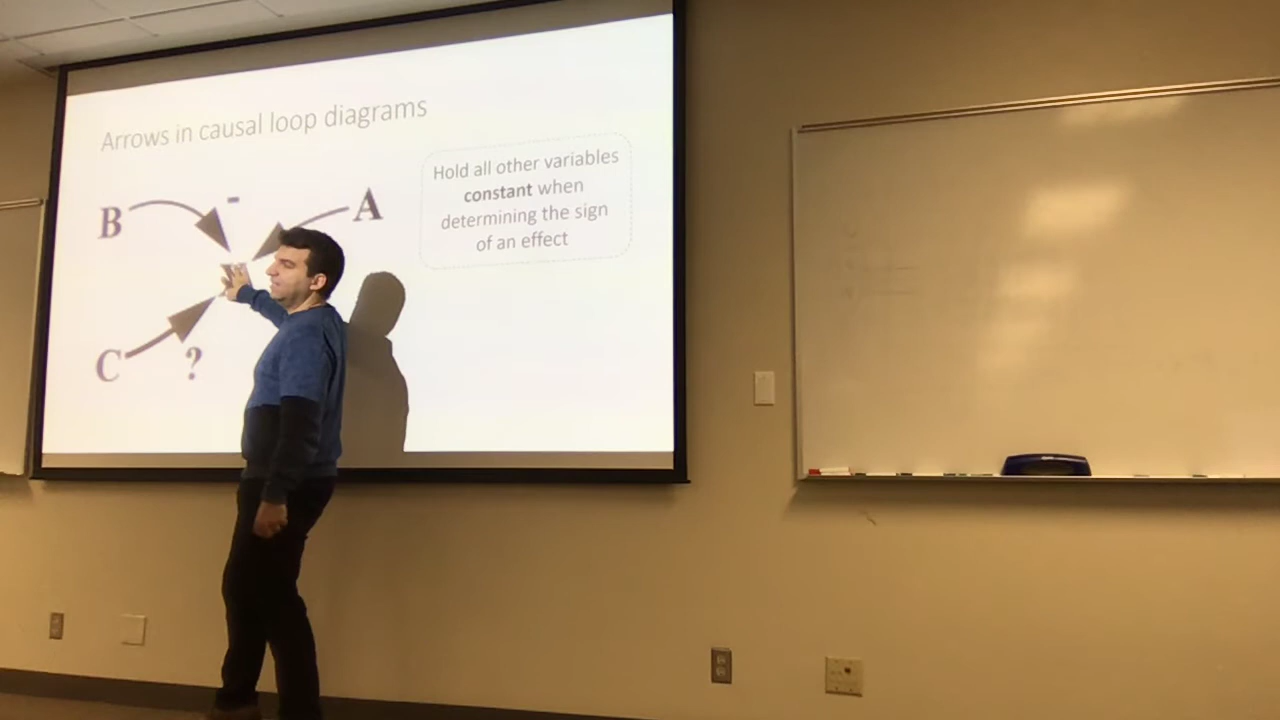 Arrows in causal loop diagrams
Hold all other variables
constant when
determining the sign
of an effect
B
-
A
C
?